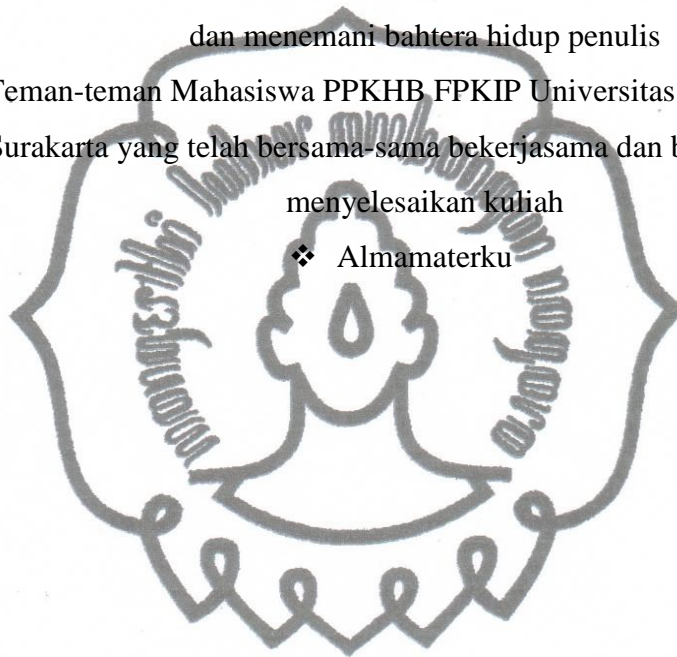 dan menemani bahtera hidup penulis
Teman-teman Mahasiswa PPKHB FPKIP Universitas
Surakarta yang telah bersama-sama bekerjasama dan b
menyelesaikan kuliah
❖ Almamaterku